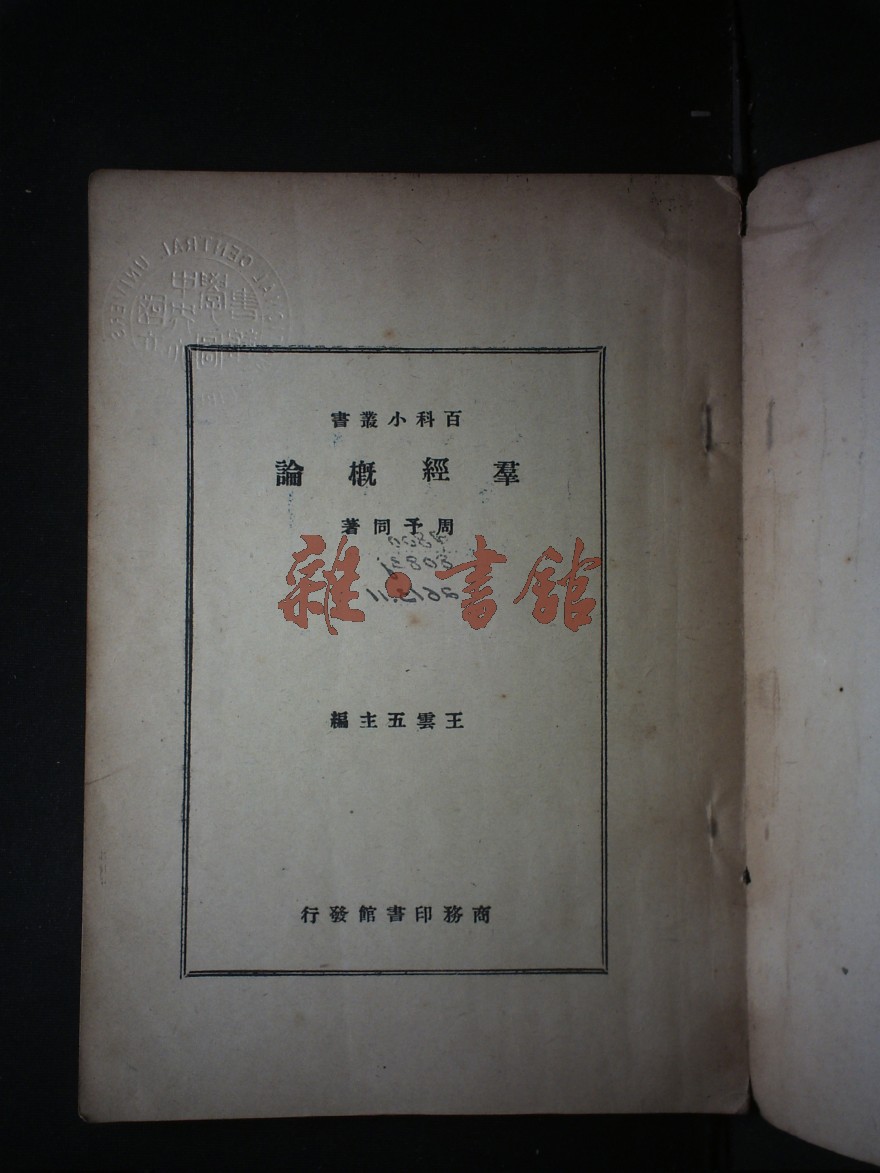 百科小叢書
羣經概論
周予同著
雜·書館
王雲五主編
商務印書館發行